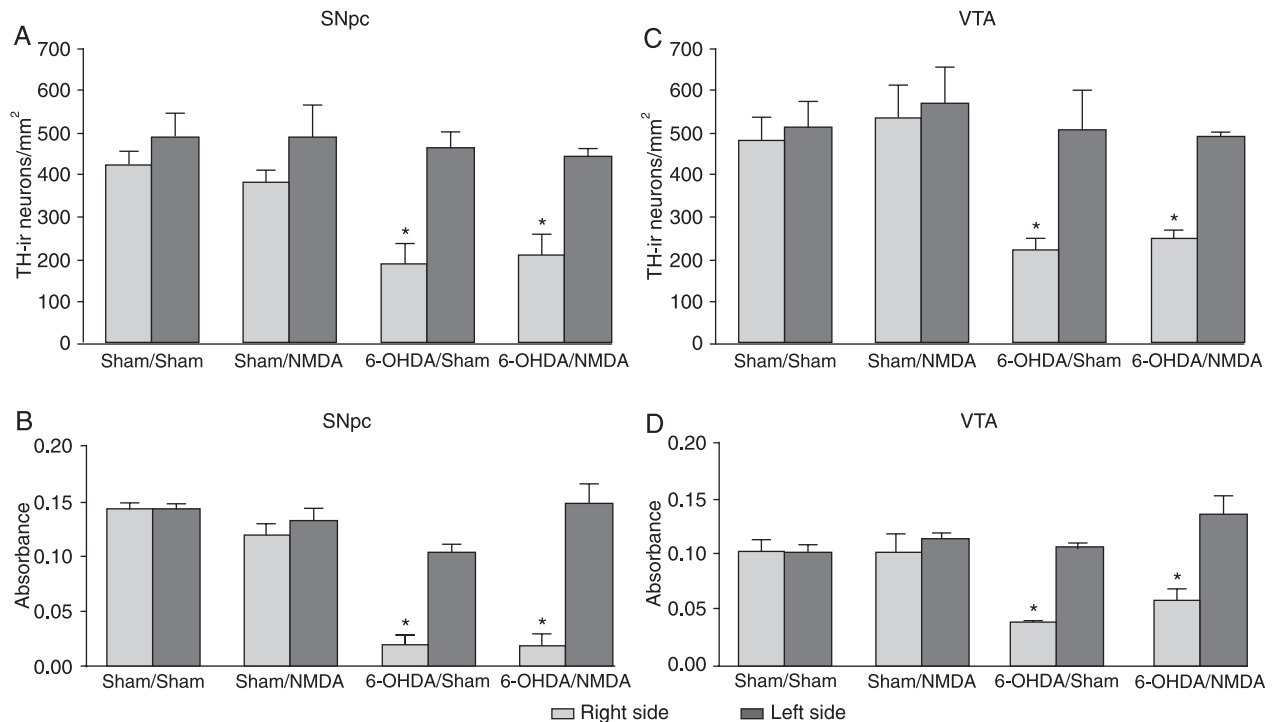 A
SNpc
TH-ir neurons/mm²
700
600
500
400
300
200
100
0
*
*
Sham/Sham Sham/NMDA 6-OHDA/Sham 6-OHDA/NMDA
C
VTA
TH-ir neurons/mm²
700
600
500
400
300
200
100
0
*
*
Sham/Sham Sham/NMDA 6-OHDA/Sham 6-OHDA/NMDA
B
SNpc
Absorbance
0.20
0.15
0.10
0.05
0.00
*
*
Sham/Sham Sham/NMDA 6-OHDA/Sham 6-OHDA/NMDA
D
VTA
Absorbance
0.20
0.15
0.10
0.05
0.00
*
*
Sham/Sham Sham/NMDA 6-OHDA/Sham 6-OHDA/NMDA
Right side Left side